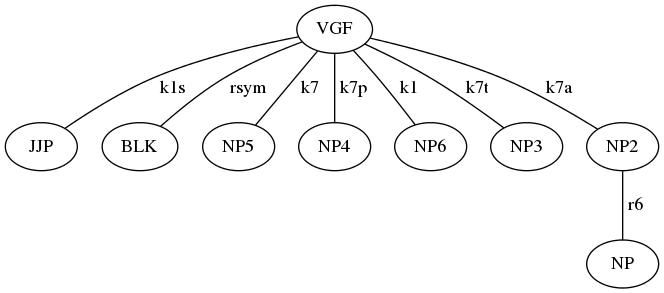 VGF
k1s
rsym
k7
k7p
k1
k7t
k7a
JJP
BLK
NP5
NP4
NP6
NP3
NP2
r6
NP